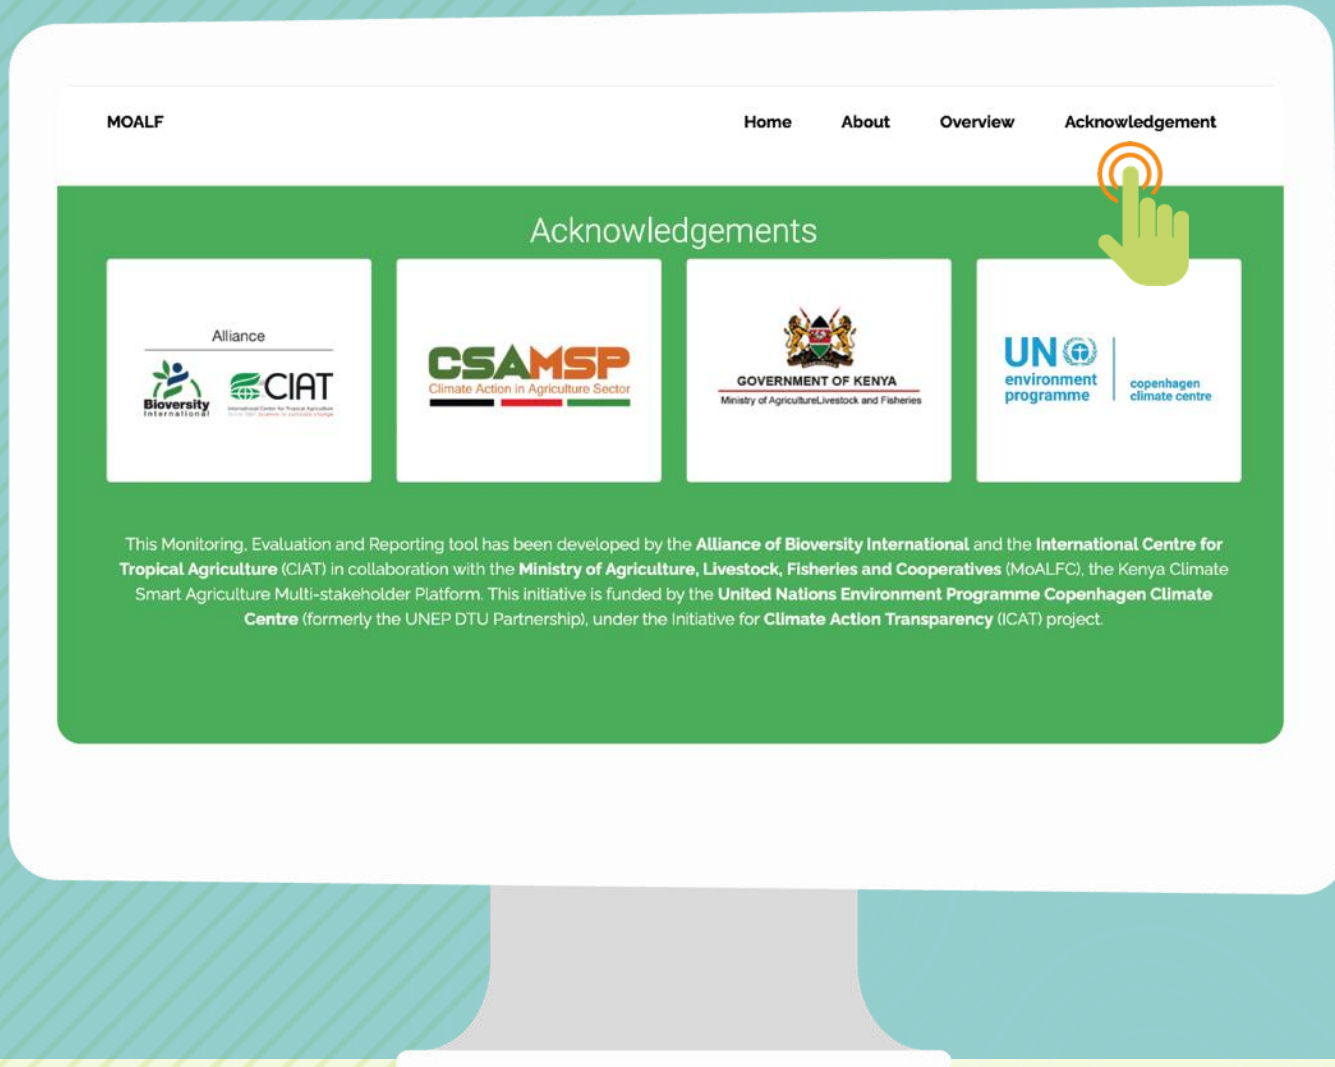 MOALF
Home About Overview Acknowledgement
Acknowledgements
Alliance
Bioversity
International
CIAT
International Center for Tropical Agriculture
CSAMSP
Climate Action in Agriculture Sector
GOVERNMENT OF KENYA
Ministry of AgricultureLivestock and Fisheries
UN
environment
programme
copenhagen
climate centre
This Monitoring, Evaluation and Reporting tool has been developed by the Alliance of Bioversity International and the International Centre for
Tropical Agriculture (CIAT) in collaboration with the Ministry of Agriculture, Livestock, Fisheries and Cooperatives (MoALFC), the Kenya Climate
Smart Agriculture Multi-stakeholder Platform. This initiative is funded by the United Nations Environment Programme Copenhagen Climate
Centre (formerly the UNEP DTU Partnership), under the Initiative for Climate Action Transparency (ICAT) project.